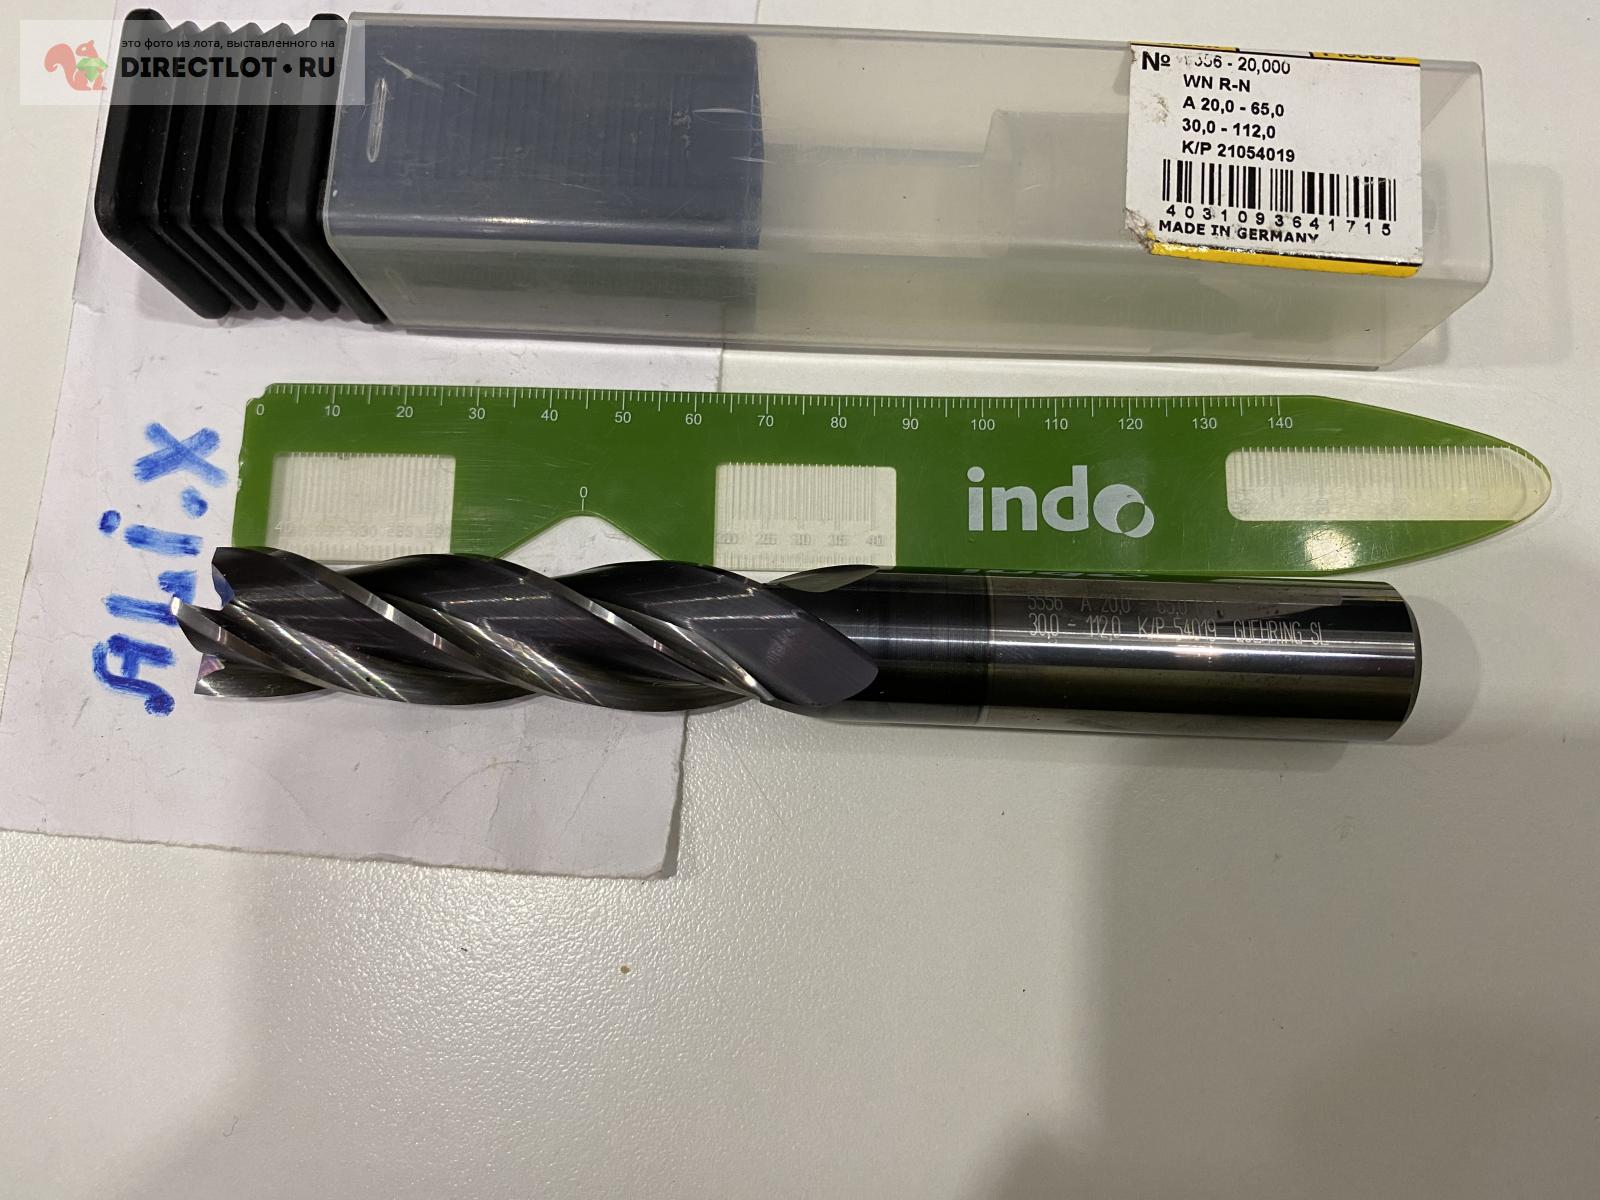 это фото из лота, выставленного на
DIRECTLOT.RU
№ 5556 - 20,000
WN R-N
A 20,0 - 65,0
30,0 - 112,0
K/P 21054019
4031093641715
MADE IN GERMANY
0 10 20 30 40 50 60 70 80 90 100 110 120 130 140
0
indo
ALi.X
5556 A 20,0 - 65,0
30,0 - 112,0 K/P 54019 GUEHRING SL